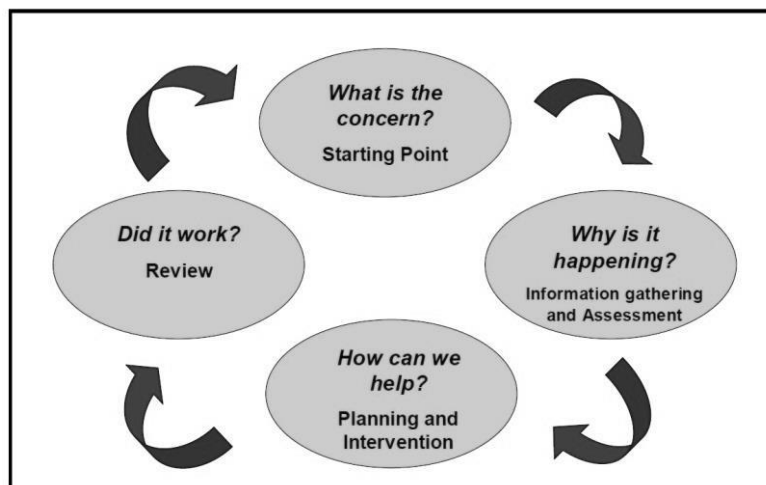 What is the
concern?
Starting Point
Why is it
happening?
Information gathering
and Assessment
How can we
help?
Planning and
Intervention
Did it work?
Review